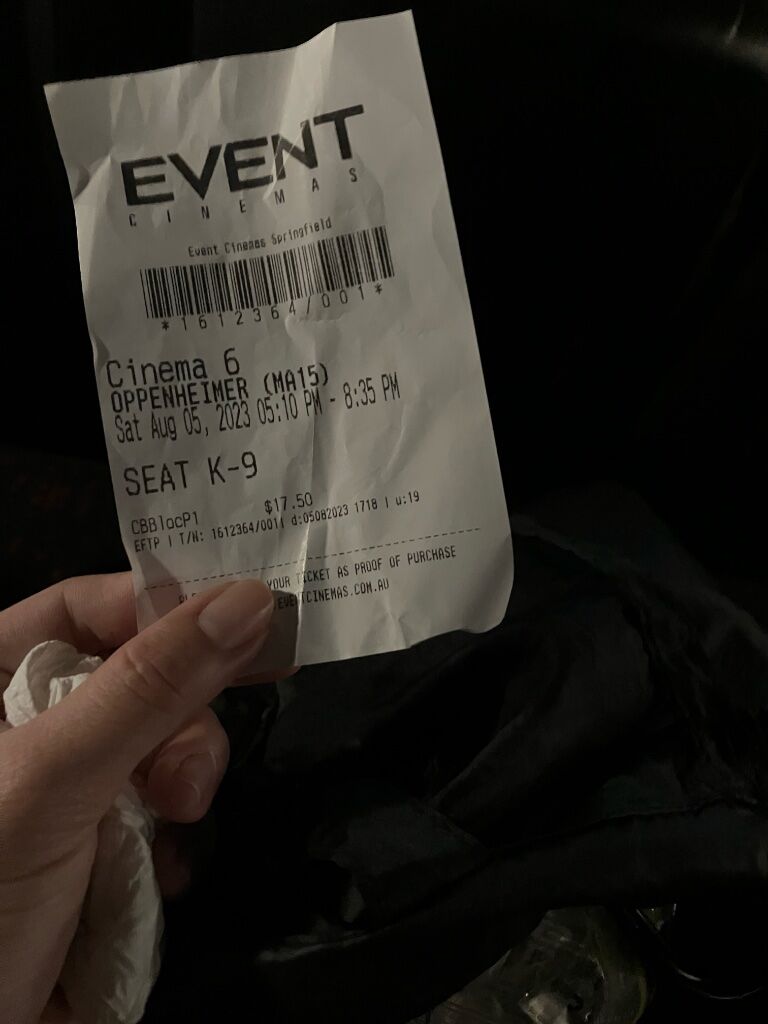 EVENT
CINEMAS
Event Cinemas Springfield
*1612364/001*
Cinema 6
OPPENHEIMER (MA15)
Sat Aug 05, 2023 05:10 PM - 8:35 PM
SEAT K-9
$17.50
CBBlocP1
EFTP | T/N: 1612364/001| d:05082023 1718 | u:19
YOUR TICKET AS PROOF OF PURCHASE
EVENTCINEMAS.COM.AU